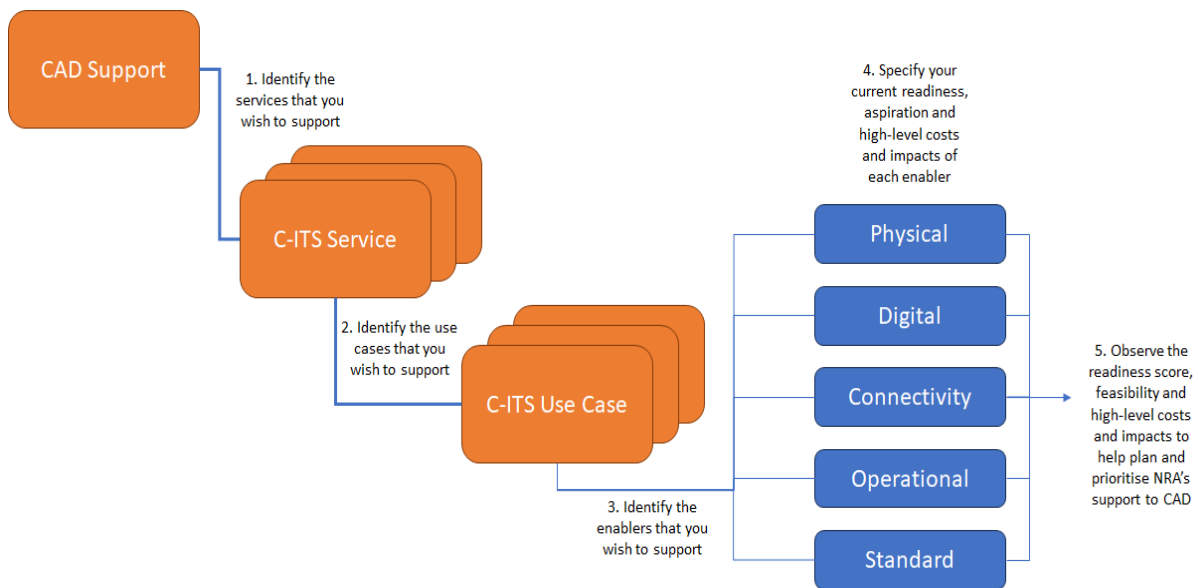 CAD Support
1. Identify the
services that you
wish to support
C-ITS Service
2. Identify the use
cases that you
wish to support
C-ITS Use Case
3. Identify the
enablers that you
wish to support
4. Specify your
current readiness,
aspiration and
high-level costs
and impacts of
each enabler
Physical
Digital
Connectivity
Operational
Standard
5. Observe the
readiness score,
feasibility and
high-level costs
and impacts to
help plan and
prioritise NRA's
support to CAD